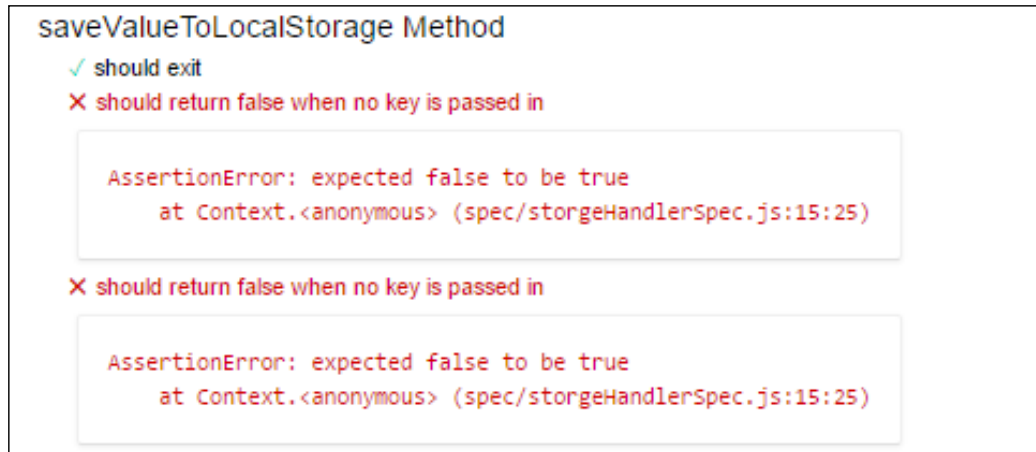 saveValueToLocalStorage Method
✓ should exit
✕ should return false when no key is passed in
AssertionError: expected false to be true
at Context.<anonymous> (spec/storgeHandlerSpec.js:15:25)
✕ should return false when no key is passed in
AssertionError: expected false to be true
at Context.<anonymous> (spec/storgeHandlerSpec.js:15:25)